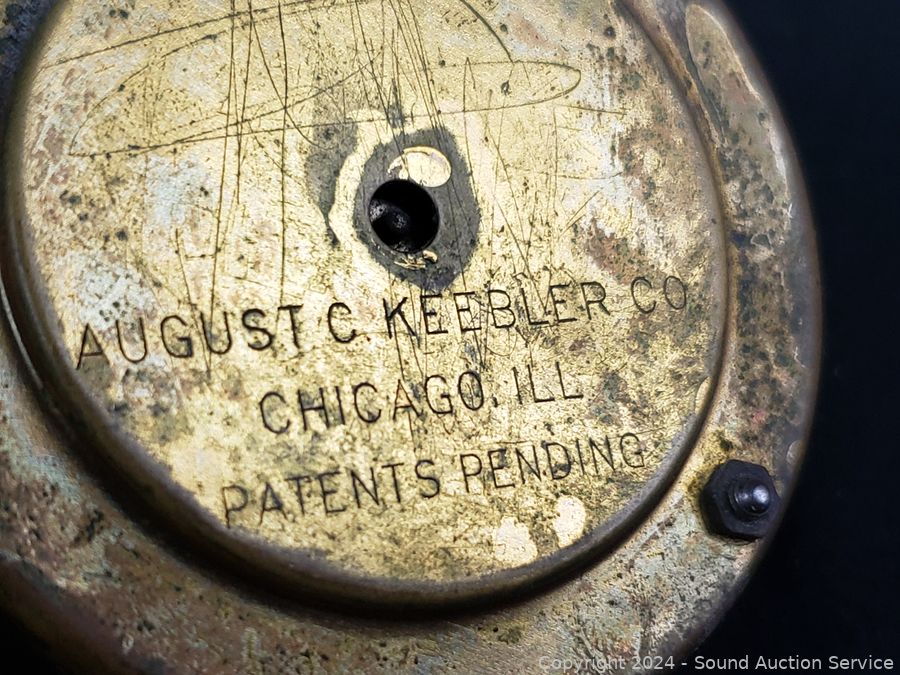 AUGUST C. KEEBLER CO
CHICAGO, ILL
PATENTS PENDING
Copyright 2024 - Sound Auction Service